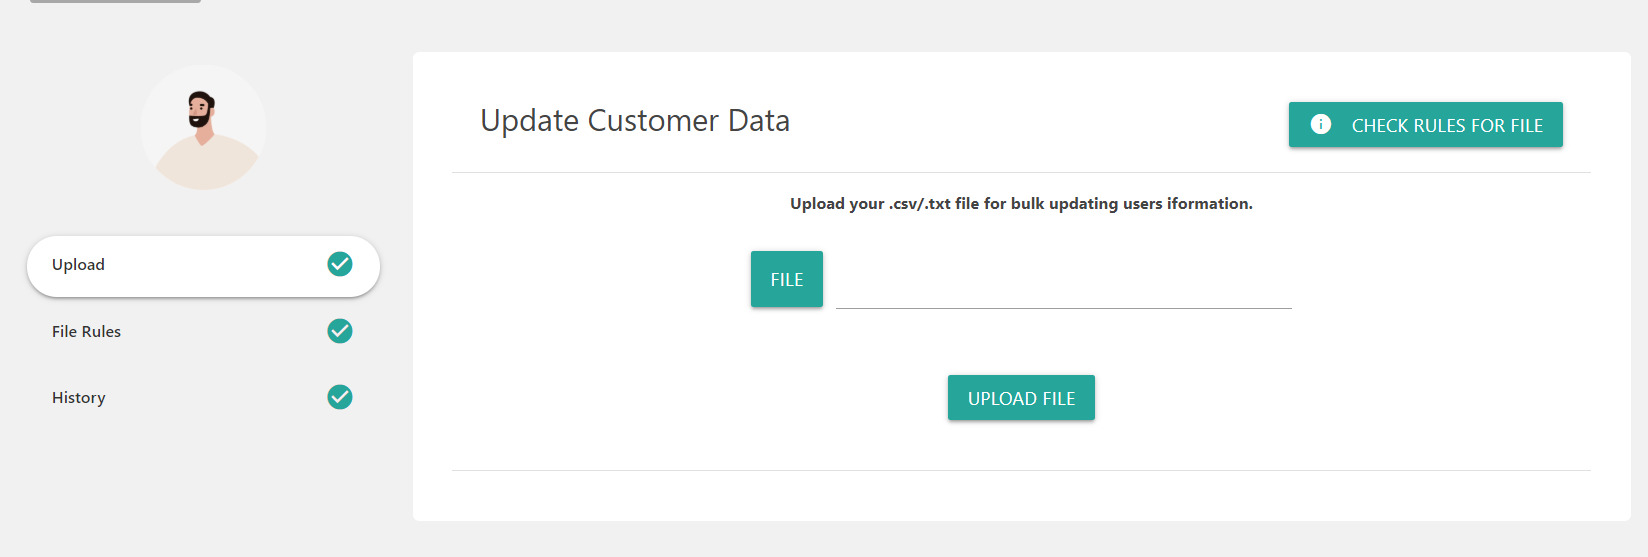 Update Customer Data
CHECK RULES FOR FILE
Upload your .csv/.txt file for bulk updating users iformation.
Upload
FILE
File Rules
History
UPLOAD FILE